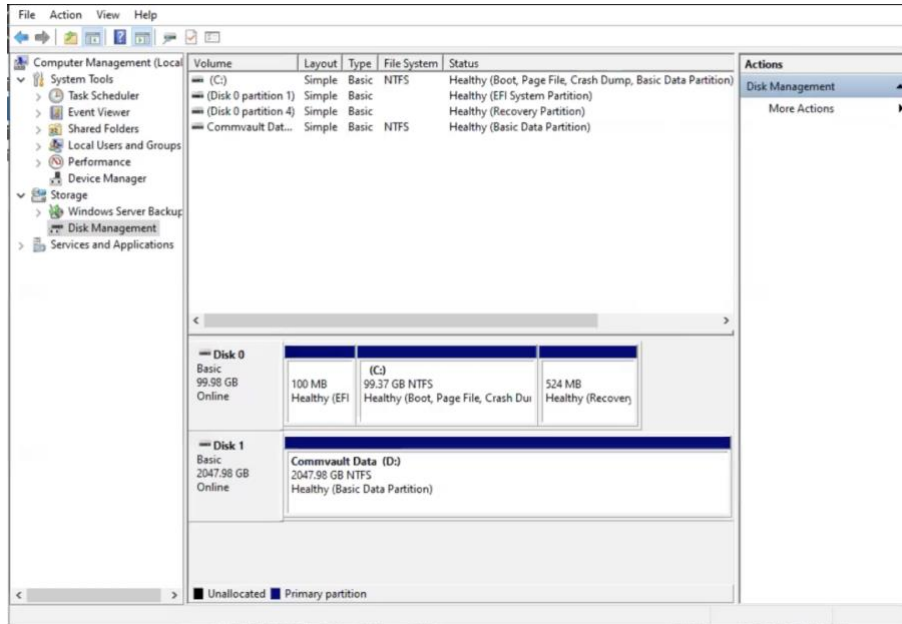 File Action View Help
Computer Management (Local
System Tools
Task Scheduler
Event Viewer
Shared Folders
Local Users and Groups
Performance
Device Manager
Storage
Windows Server Backup
Disk Management
Services and Applications
Volume Layout Type File System Status
(C:) Simple Basic NTFS Healthy (Boot, Page File, Crash Dump, Basic Data Partition)
(Disk 0 partition 1) Simple Basic Healthy (EFI System Partition)
(Disk 0 partition 4) Simple Basic Healthy (Recovery Partition)
Commvault Dat... Simple Basic NTFS Healthy (Basic Data Partition)
Disk 0
Basic
99.98 GB
Online
100 MB
Healthy (EFI
(C:)
99.37 GB NTFS
Healthy (Boot, Page File, Crash Du
524 MB
Healthy (Recovery
Disk 1
Basic
2047.98 GB
Online
Commvault Data (D:)
2047.98 GB NTFS
Healthy (Basic Data Partition)
Unallocated Primary partition
Actions
Disk Management
More Actions